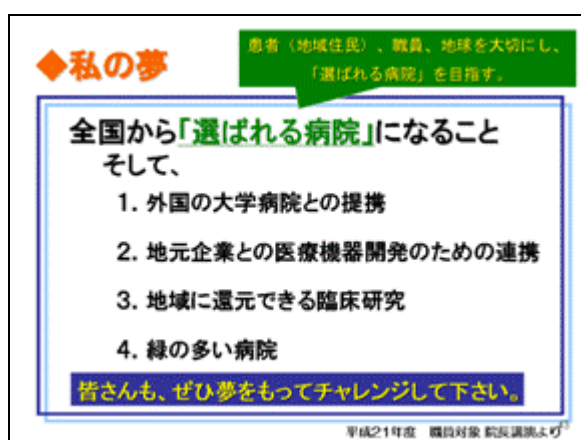 ◆私の夢
患者（地域住民）、職員、地球を大切にし、
「選ばれる病院」を目指す。
全国から「選ばれる病院」になること
そして、
1. 外国の大学病院との提携
2. 地元企業との医療機器開発のための連携
3. 地域に還元できる臨床研究
4. 緑の多い病院
皆さんも、ぜひ夢をもってチャレンジして下さい。
平成21年度 職員対象 院長講演より